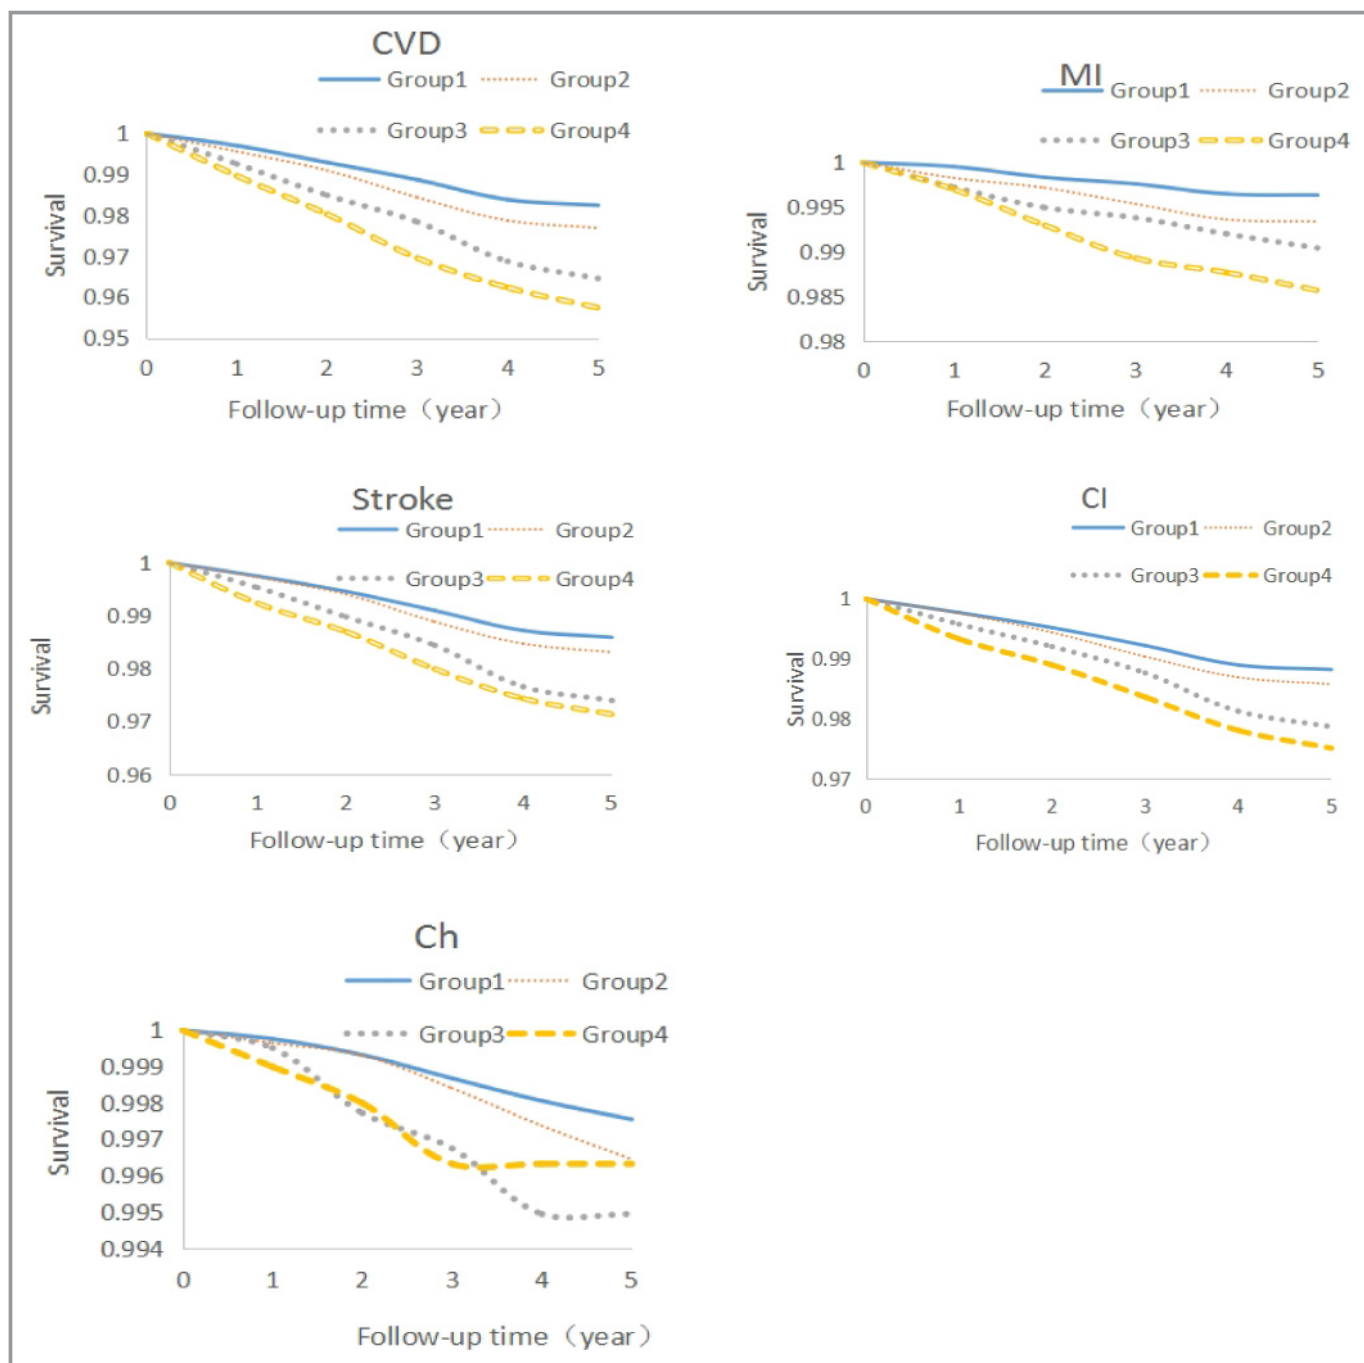 CVD
Group1 Group2
Group3 Group4
1
0.99
0.98
0.97
0.96
0.95
Survival
0 1 2 3 4 5
Follow-up time（year）
MI
Group1 Group2
Group3 Group4
1
0.995
0.99
0.985
0.98
Survival
0 1 2 3 4 5
Follow-up time（year）
Stroke
Group1 Group2
Group3 Group4
1
0.99
0.98
0.97
0.96
Survival
0 1 2 3 4 5
Follow-up time（year）
CI
Group1 Group2
Group3 Group4
1
0.99
0.98
0.97
Survival
0 1 2 3 4 5
Follow-up time（year）
Ch
Group1 Group2
Group3 Group4
1
0.999
0.998
0.997
0.996
0.995
0.994
Survival
0 1 2 3 4 5
Follow-up time（year）